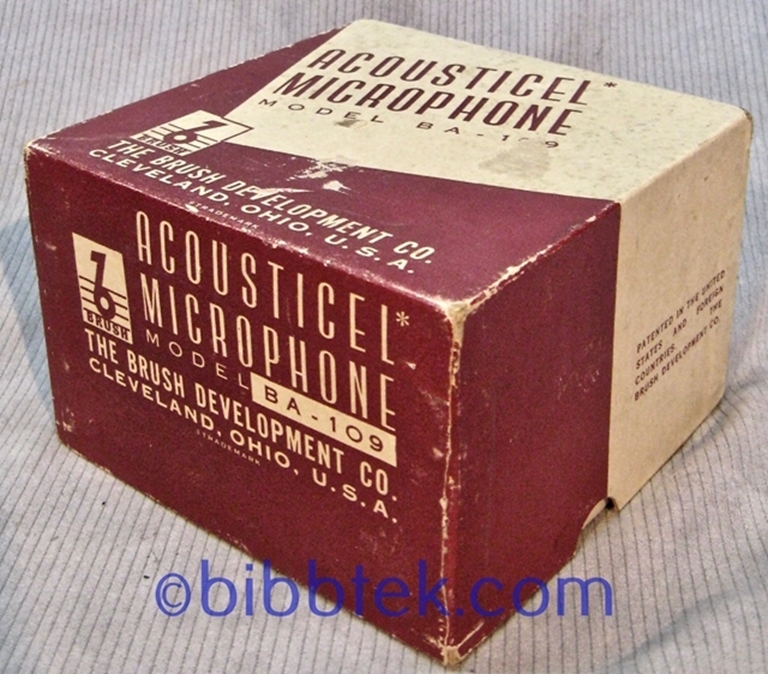 ACOUSTICEL*
MICROPHONE
MODEL BA-109
BRUSH
THE BRUSH DEVELOPMENT CO.
CLEVELAND, OHIO, U.S.A.
*TRADEMARK
ACOUSTICEL*
MICROPHONE
MODEL BA-109
BRUSH
THE BRUSH DEVELOPMENT CO.
CLEVELAND, OHIO, U.S.A.
*TRADEMARK
PATENTED IN THE UNITED
STATES AND FOREIGN
COUNTRIES. THE
BRUSH DEVELOPMENT CO.
©bibbtek.com